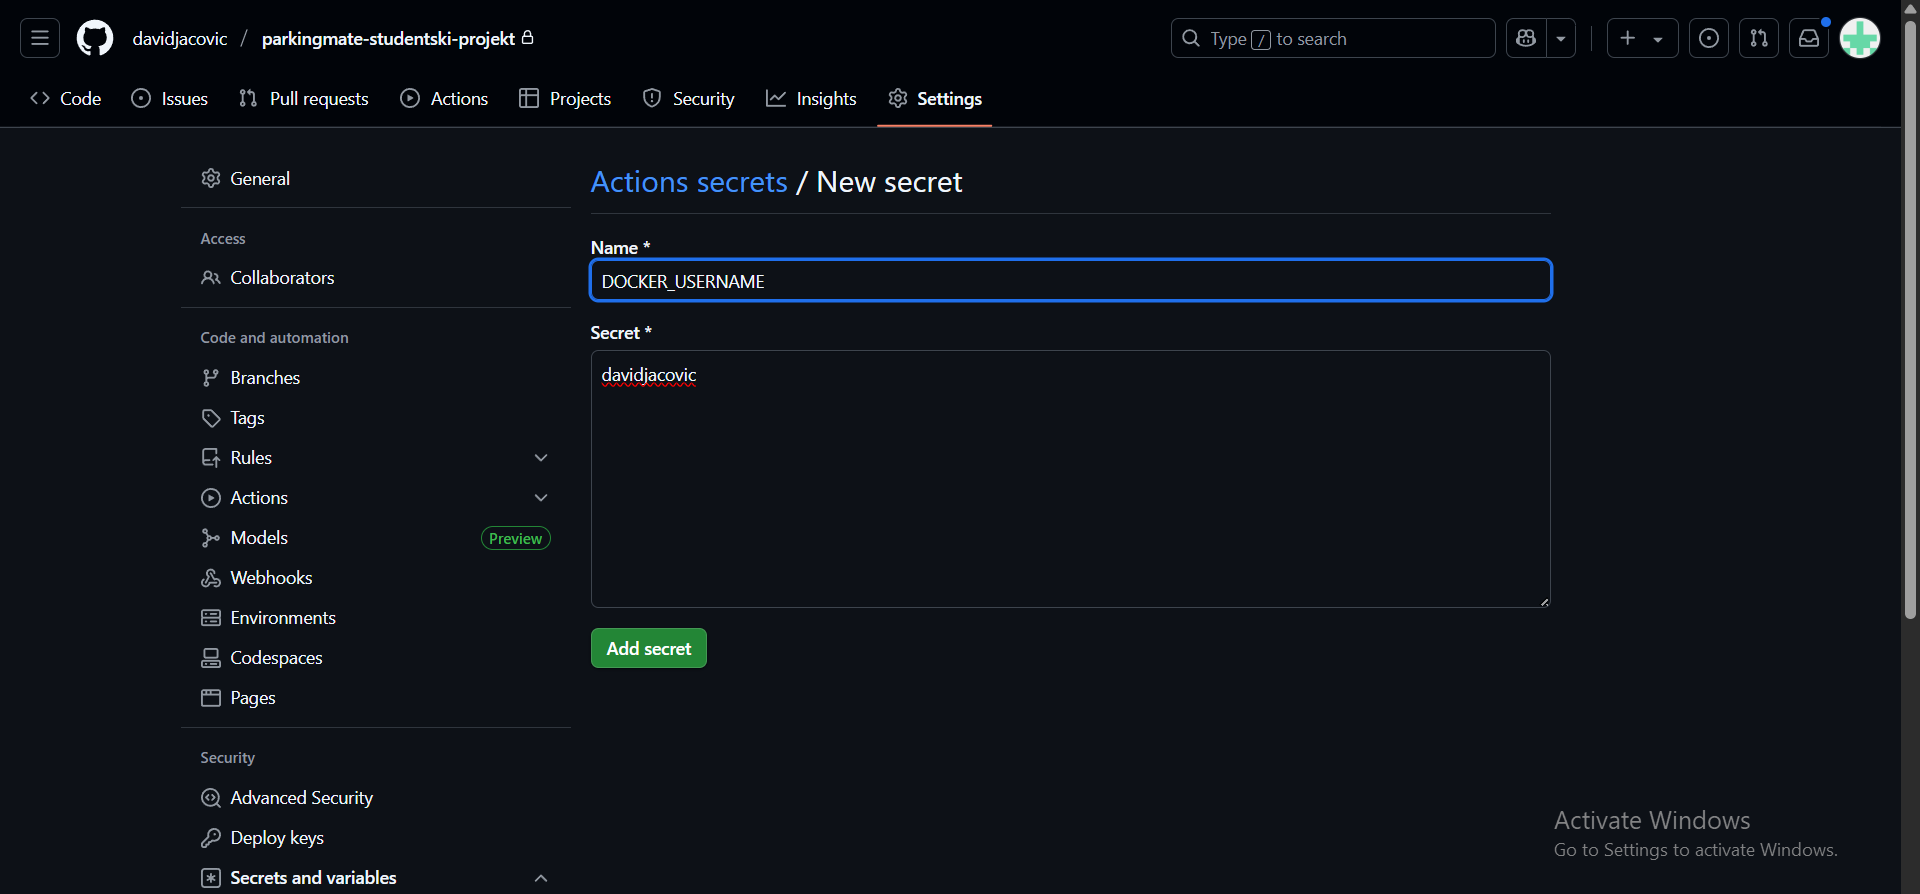 davidjacovic / parkingmate-studentski-projekt
Type / to search
Code
Issues
Pull requests
Actions
Projects
Security
Insights
Settings
General
Access
Collaborators
Code and automation
Branches
Tags
Rules
Actions
Models Preview
Webhooks
Environments
Codespaces
Pages
Security
Advanced Security
Deploy keys
Secrets and variables
Actions secrets / New secret
Name *
DOCKER_USERNAME
Secret *
davidjacovic
Add secret
Activate Windows
Go to Settings to activate Windows.